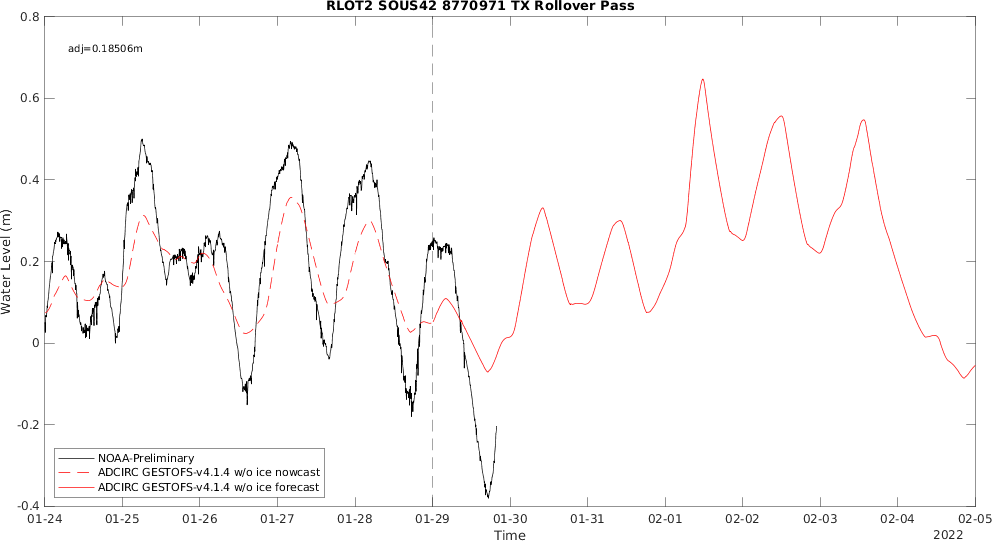 RLOT2 SOUS42 8770971 TX Rollover Pass
adj=0.18506m
0.8
0.6
0.4
0.2
0
-0.2
-0.4
Water Level (m)
NOAA-Preliminary
ADCIRC GESTOFS-v4.1.4 w/o ice nowcast
ADCIRC GESTOFS-v4.1.4 w/o ice forecast
01-24 01-25 01-26 01-27 01-28 01-29 01-30 01-31 02-01 02-02 02-03 02-04 02-05
Time
2022